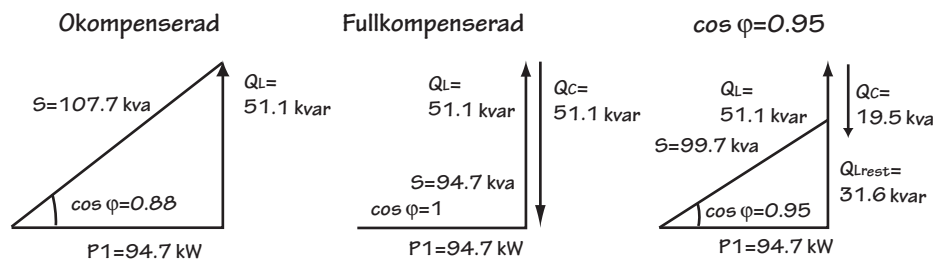 Okompenserad
QL=
51.1 kvar
S=107.7 kva
cos φ=0.88
P1=94.7 kW
Fullkompenserad
QL=
51.1 kvar
QC=
51.1 kvar
S=94.7 kva
cos φ=1
P1=94.7 kW
cos φ=0.95
QL=
51.1 kvar
QC=
19.5 kva
S=99.7 kva
QLrest=
31.6 kvar
cos φ=0.95
P1=94.7 kW